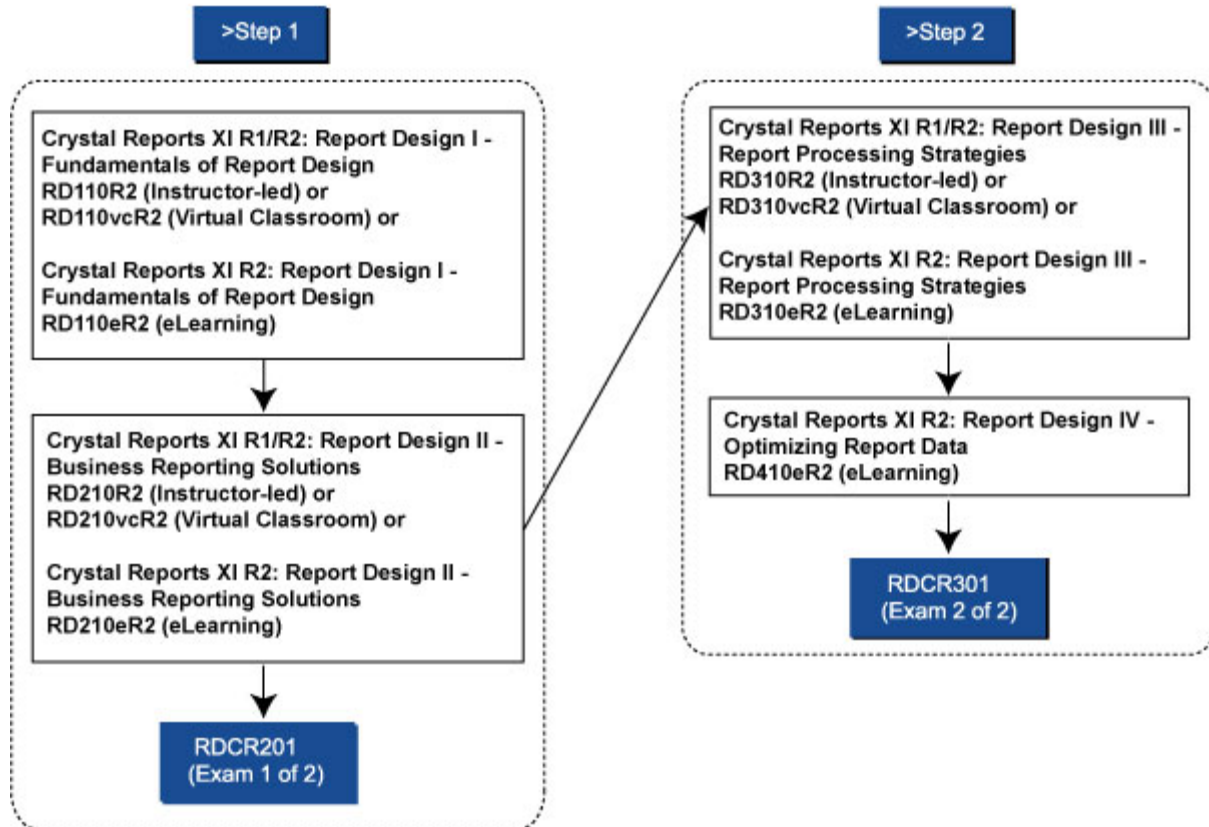 >Step 1
Crystal Reports XI R1/R2: Report Design I -
Fundamentals of Report Design
RD110R2 (Instructor-led) or
RD110vcR2 (Virtual Classroom) or
Crystal Reports XI R2: Report Design I -
Fundamentals of Report Design
RD110eR2 (eLearning)
Crystal Reports XI R1/R2: Report Design II -
Business Reporting Solutions
RD210R2 (Instructor-led) or
RD210vcR2 (Virtual Classroom) or
Crystal Reports XI R2: Report Design II -
Business Reporting Solutions
RD210eR2 (eLearning)
RDCR201
(Exam 1 of 2)
>Step 2
Crystal Reports XI R1/R2: Report Design III -
Report Processing Strategies
RD310R2 (Instructor-led) or
RD310vcR2 (Virtual Classroom) or
Crystal Reports XI R2: Report Design III -
Report Processing Strategies
RD310eR2 (eLearning)
Crystal Reports XI R2: Report Design IV -
Optimizing Report Data
RD410eR2 (eLearning)
RDCR301
(Exam 2 of 2)